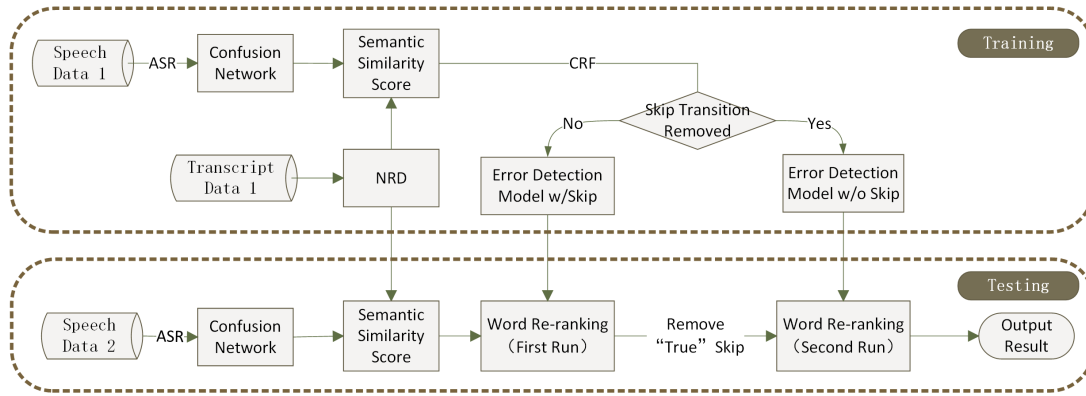 Speech
Data 1
ASR
Confusion
Network
Semantic
Similarity
Score
CRF
Training
Skip Transition
Removed
No
Yes
Transcript
Data 1
NRD
Error Detection
Model w/Skip
Error Detection
Model w/o Skip
Testing
Speech
Data 2
ASR
Confusion
Network
Semantic
Similarity
Score
Word Re-ranking
（First Run）
Remove
“True” Skip
Word Re-ranking
（Second Run）
Output
Result